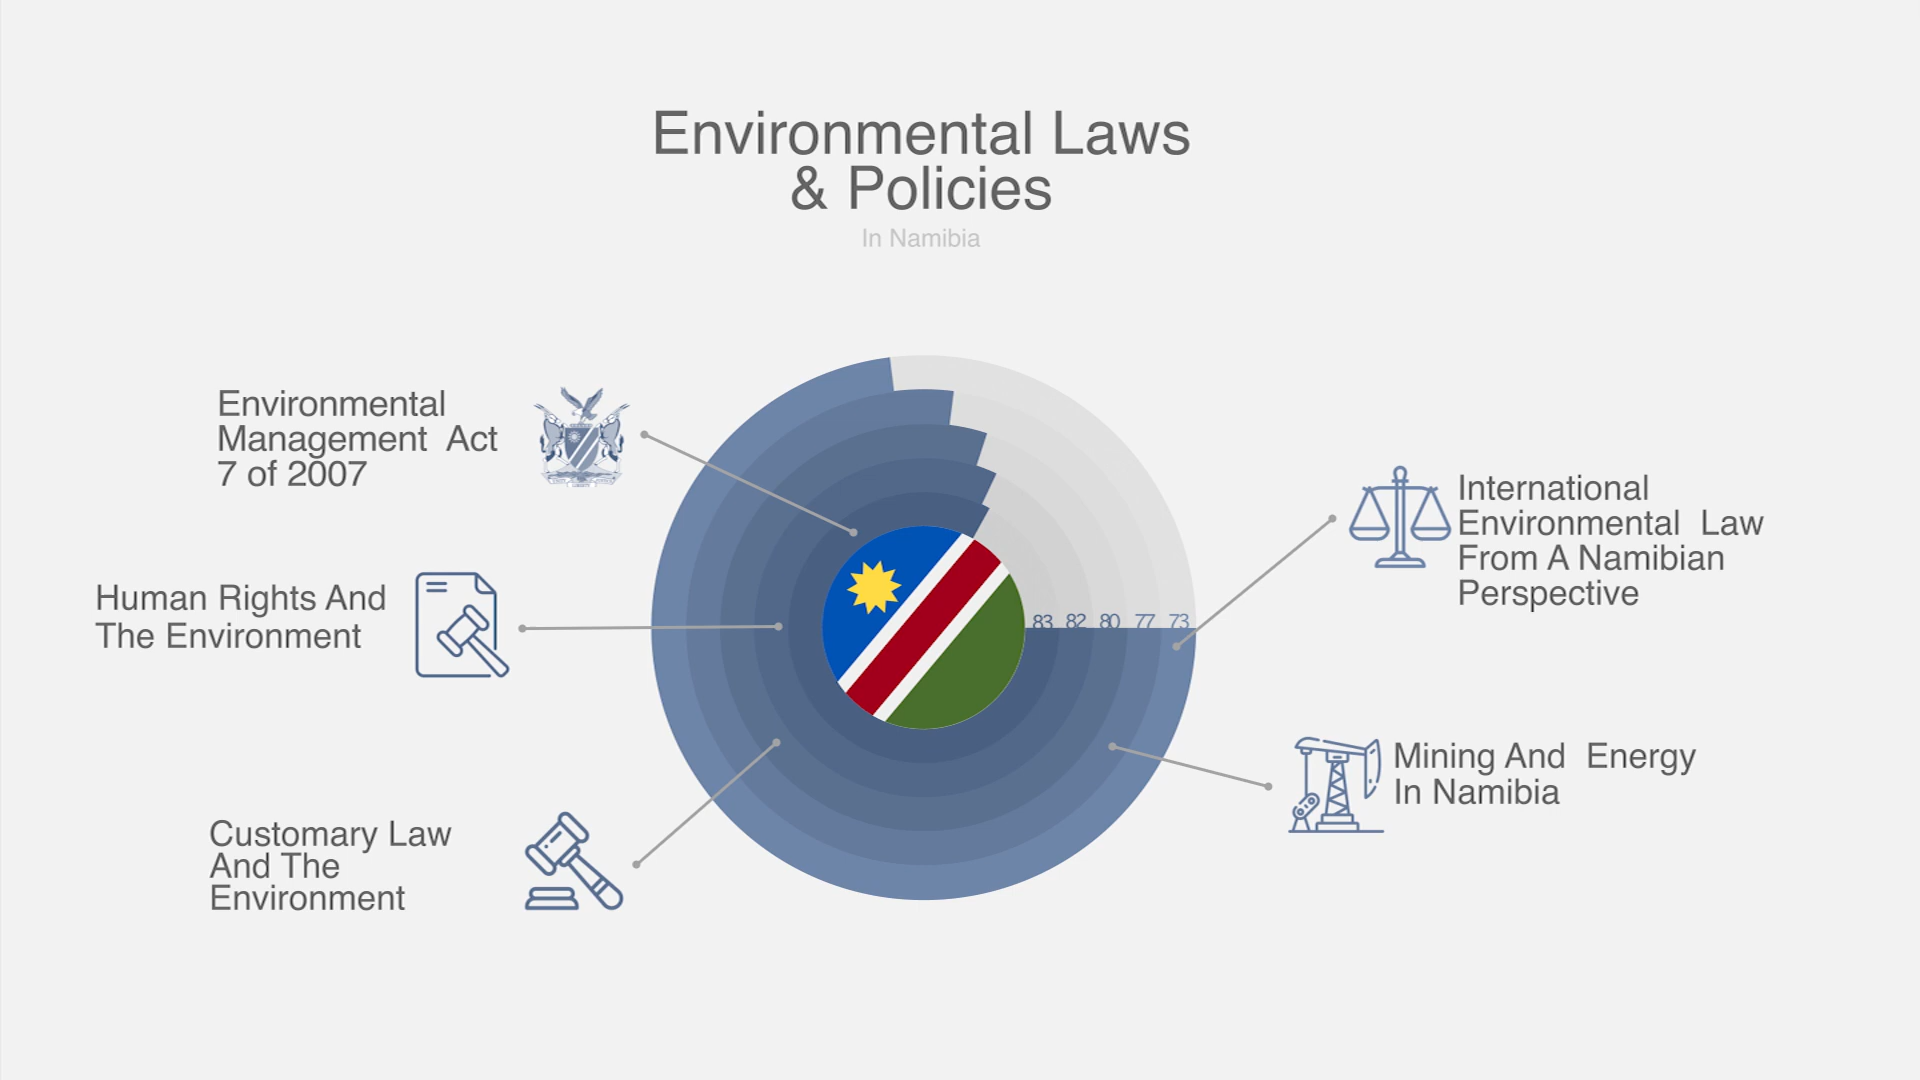 Environmental Laws
& Policies
In Namibia
Environmental
Management Act
7 of 2007
Human Rights And
The Environment
Customary Law
And The
Environment
83 82 80 77 73
International
Environmental Law
From A Namibian
Perspective
Mining And Energy
In Namibia